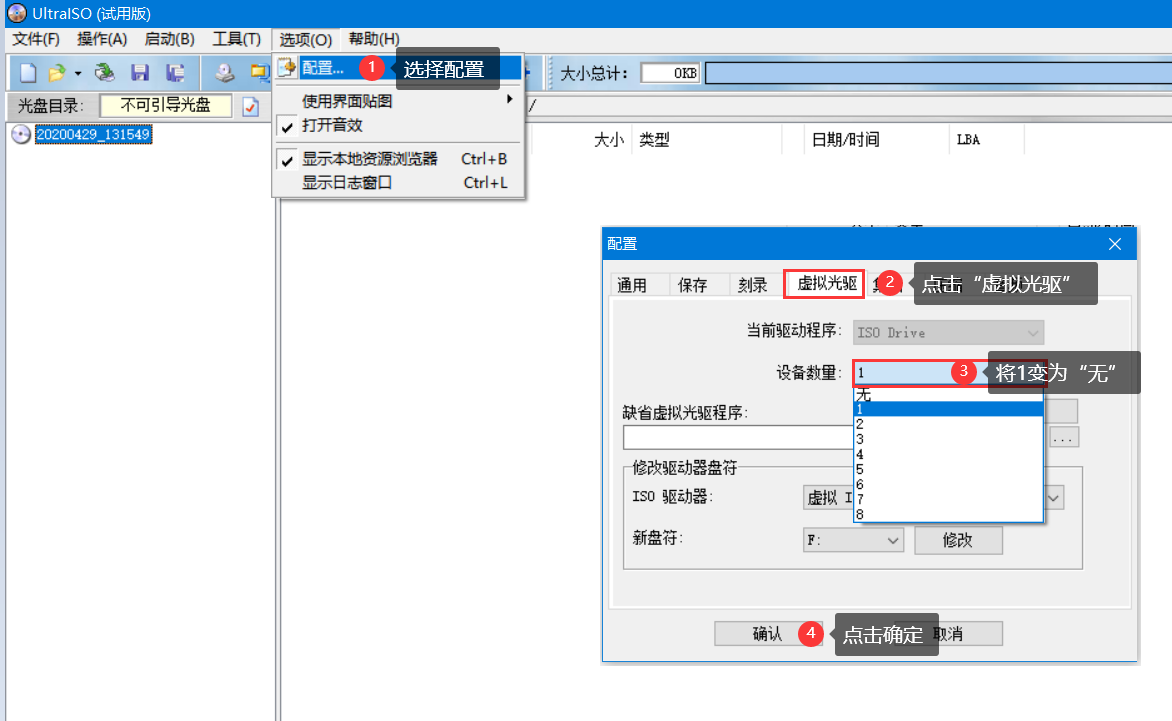 UltraISO (试用版)
文件(F) 操作(A) 启动(B) 工具(T) 选项(O) 帮助(H)
配置... 1 选择配置
大小总计: 0KB
使用界面贴图
光盘目录: 不可引导光盘
/
打开音效
20200429_131549
大小 类型 日期/时间 LBA
显示本地资源浏览器 Ctrl+B
显示日志窗口 Ctrl+L
配置
通用 保存 刻录 虚拟光驱 2 点击“虚拟光驱”
当前驱动程序: ISO Drive
设备数量: 1 3 将1变为“无”
无
1
缺省虚拟光驱程序:
2
3
...
4
5
修改驱动器盘符
6
ISO 驱动器: 虚拟 I
7
8
新盘符: F: 修改
确认 4 点击确定 取消